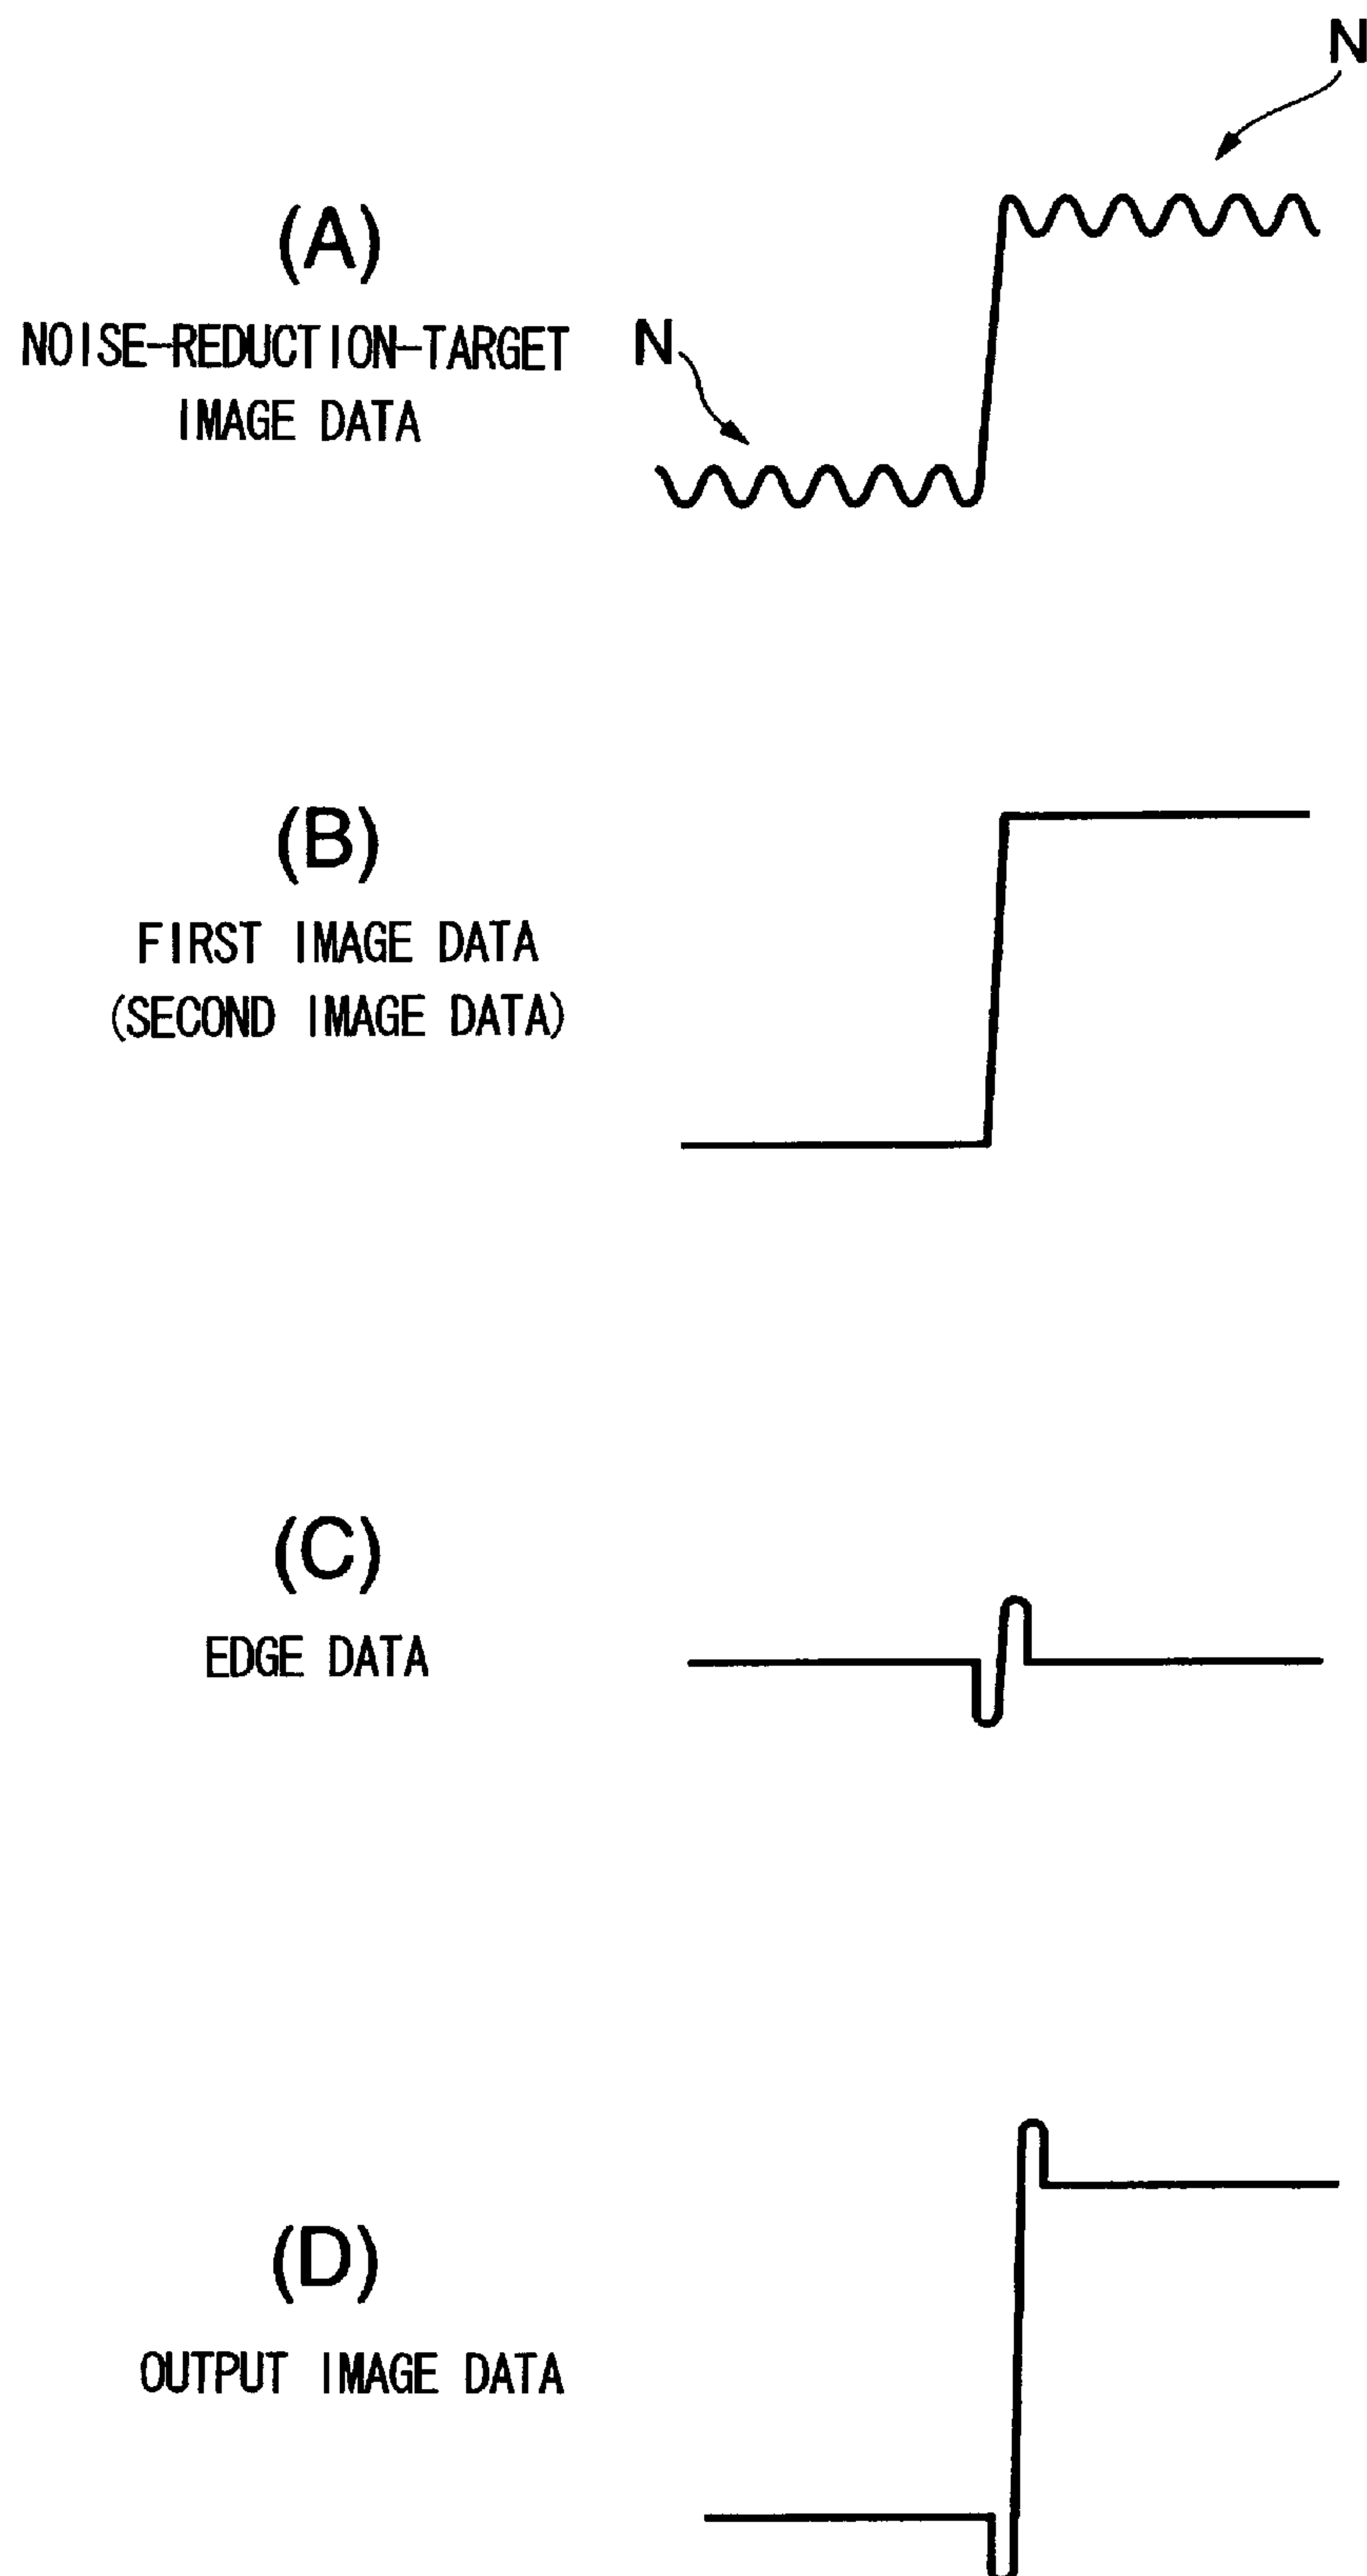 N
(A)
NOISE-REDUCTION-TARGET
IMAGE DATA
N
(B)
FIRST IMAGE DATA
(SECOND IMAGE DATA)
(C)
EDGE DATA
(D)
OUTPUT IMAGE DATA